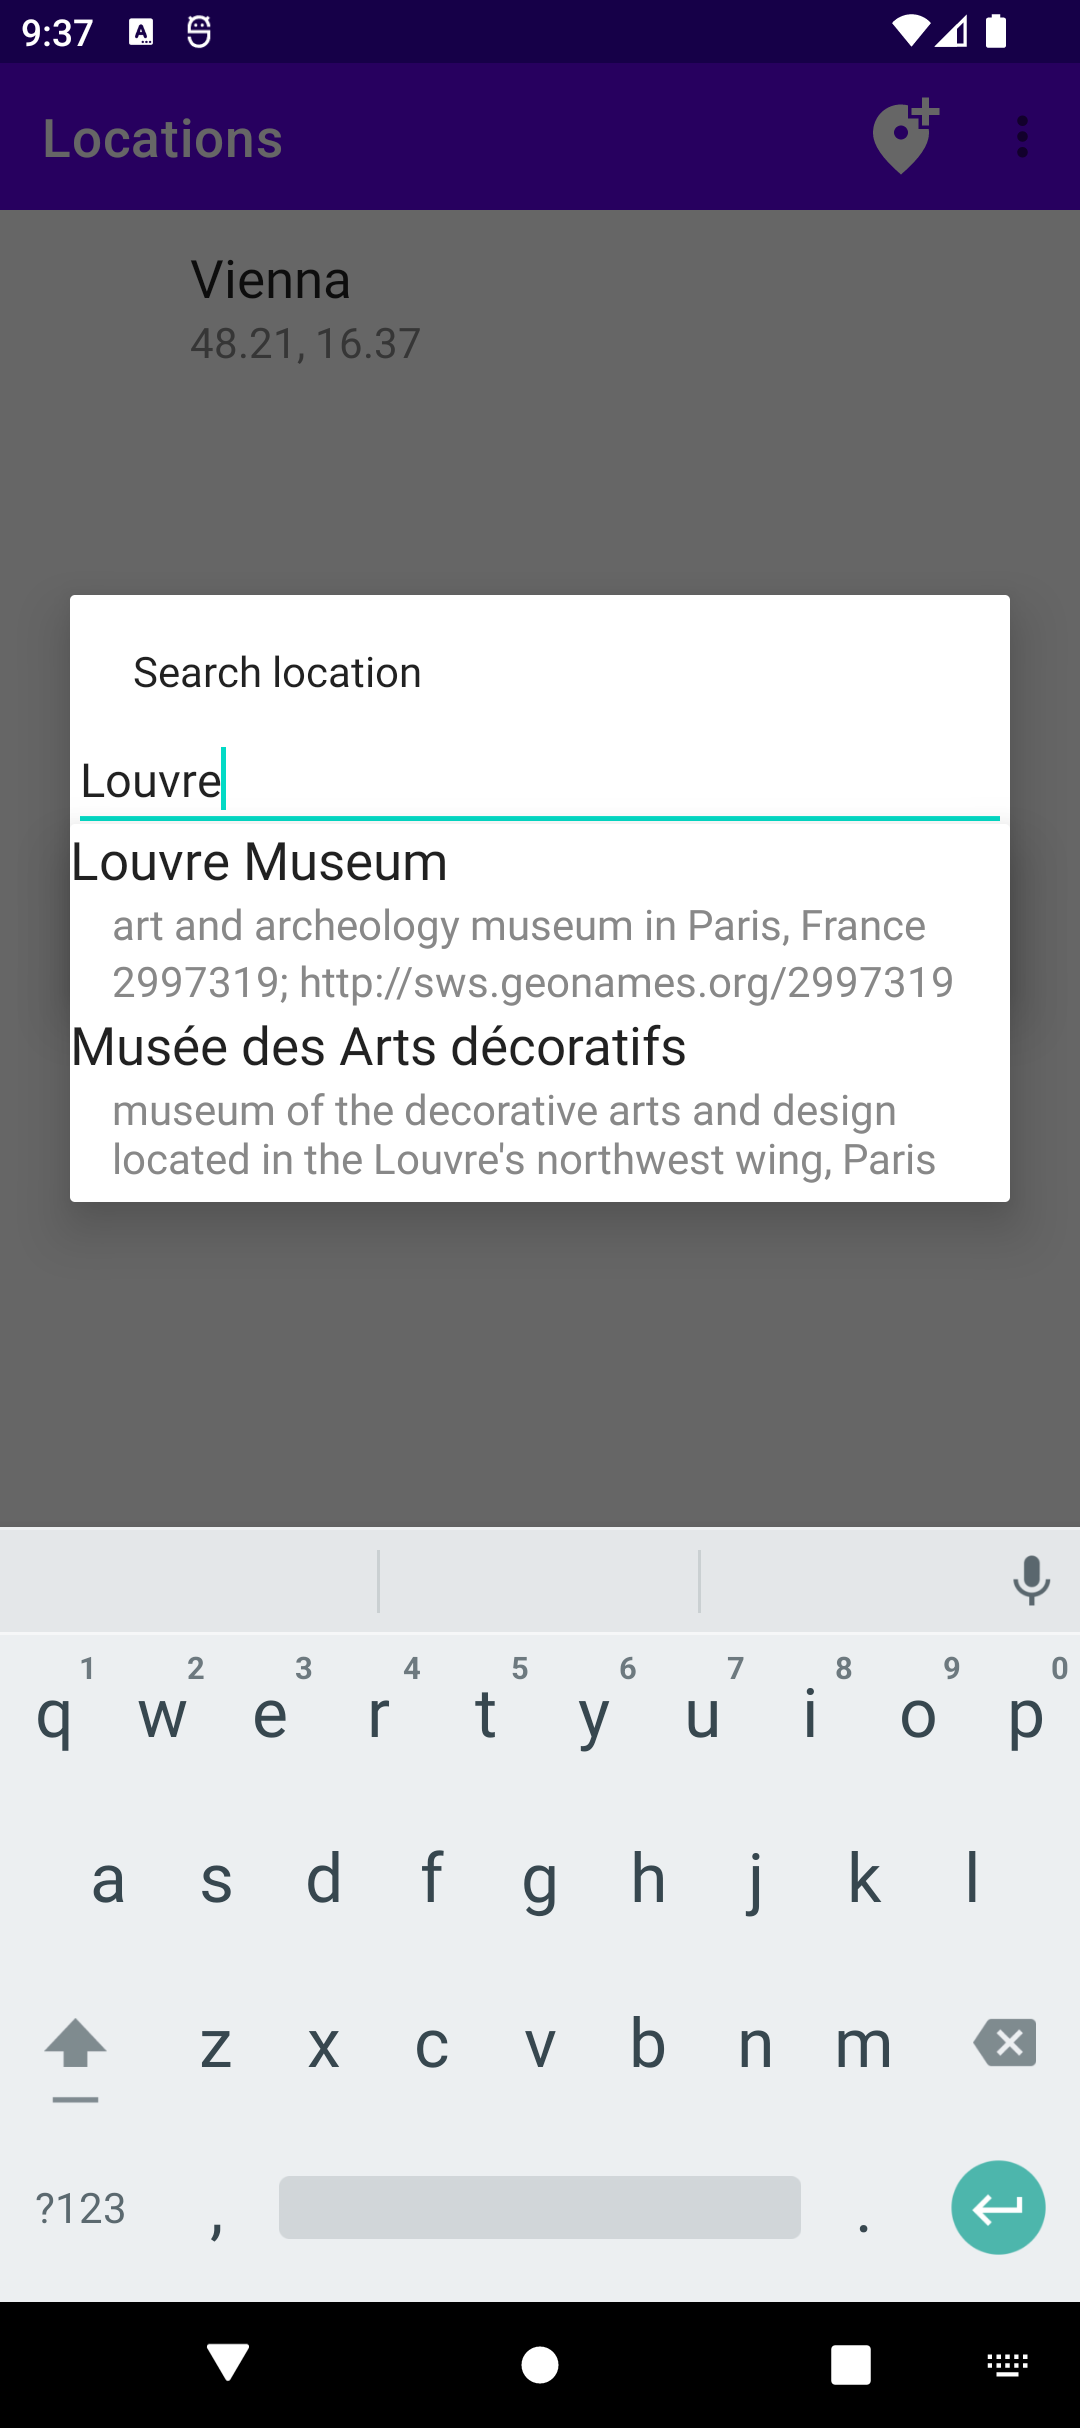 9:37
Locations
Vienna
48.21, 16.37
Search location
Louvre
Louvre Museum
art and archeology museum in Paris, France
2997319; http://sws.geonames.org/2997319
Musée des Arts décoratifs
museum of the decorative arts and design
located in the Louvre's northwest wing, Paris
1 2 3 4 5 6 7 8 9 0
q w e r t y u i o p
a s d f g h j k l
z x c v b n m
?123 , .